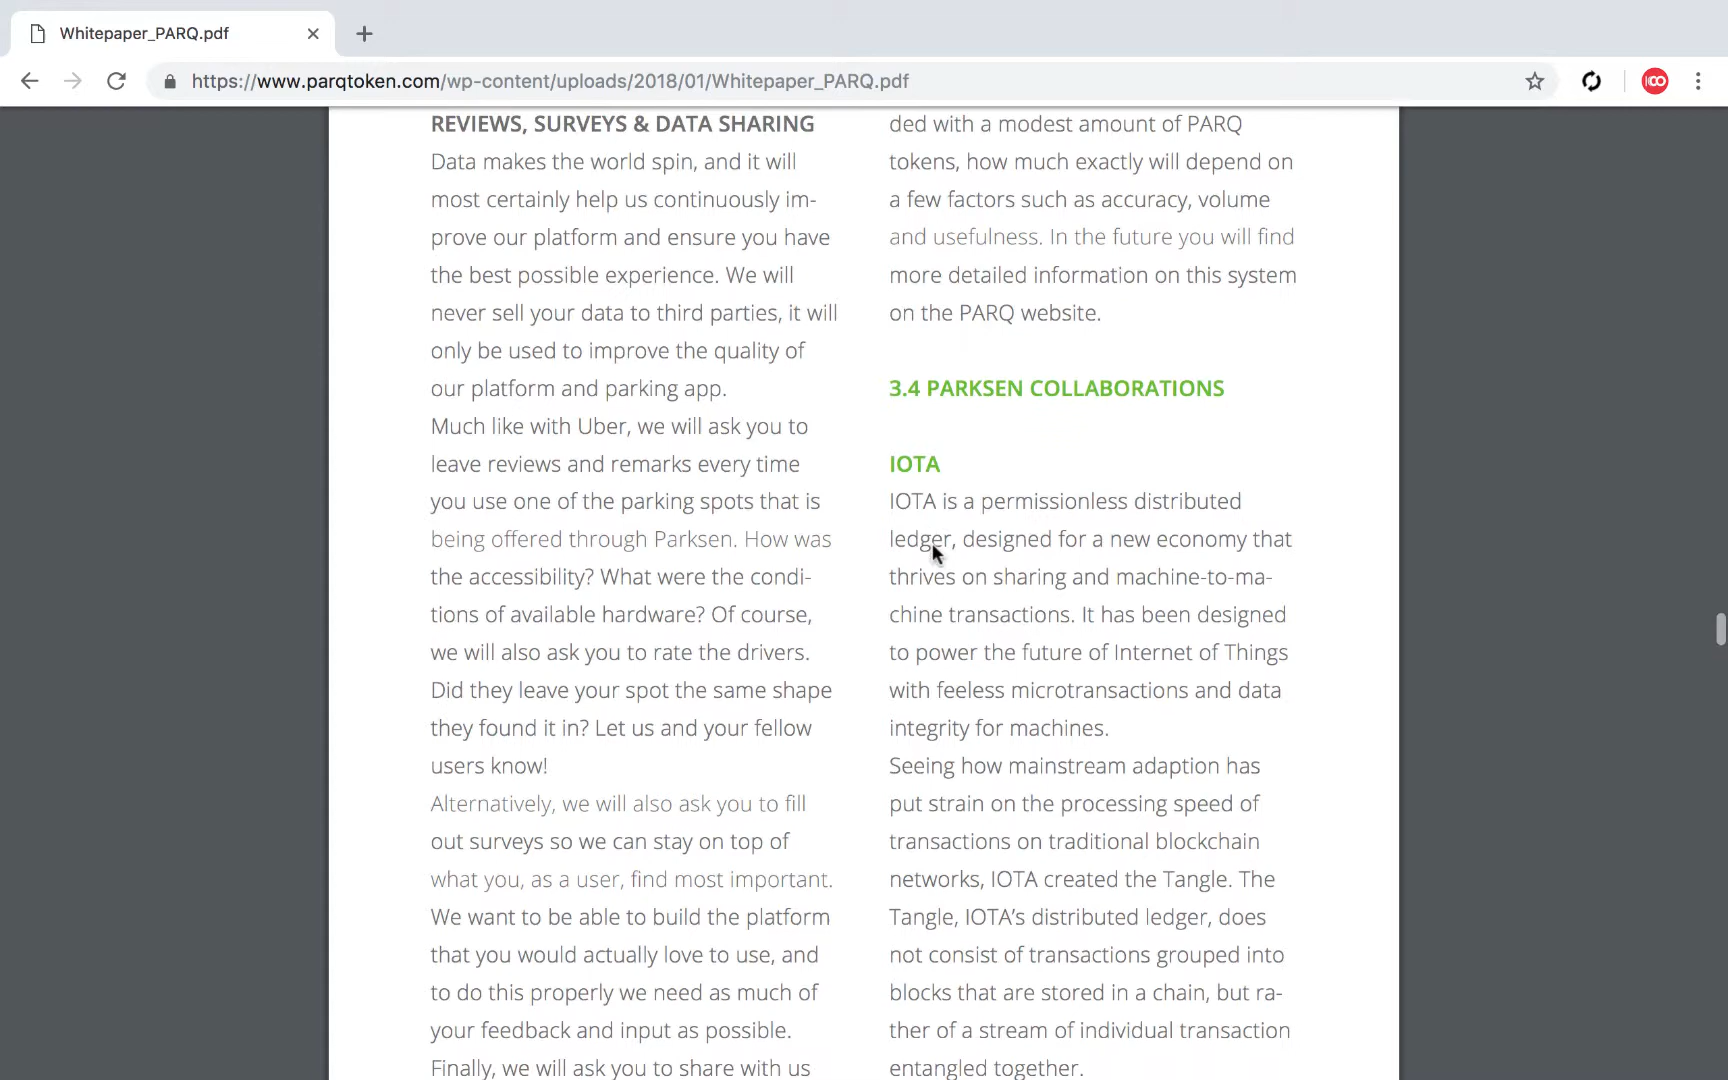 Whitepaper_PARQ.pdf
https://www.parqtoken.com/wp-content/uploads/2018/01/Whitepaper_PARQ.pdf
REVIEWS, SURVEYS & DATA SHARING
Data makes the world spin, and it will
most certainly help us continuously im-
prove our platform and ensure you have
the best possible experience. We will
never sell your data to third parties, it will
only be used to improve the quality of
our platform and parking app.
Much like with Uber, we will ask you to
leave reviews and remarks every time
you use one of the parking spots that is
being offered through Parksen. How was
the accessibility? What were the condi-
tions of available hardware? Of course,
we will also ask you to rate the drivers.
Did they leave your spot the same shape
they found it in? Let us and your fellow
users know!
Alternatively, we will also ask you to fill
out surveys so we can stay on top of
what you, as a user, find most important.
We want to be able to build the platform
that you would actually love to use, and
to do this properly we need as much of
your feedback and input as possible.
Finally, we will ask you to share with us
ded with a modest amount of PARQ
tokens, how much exactly will depend on
a few factors such as accuracy, volume
and usefulness. In the future you will find
more detailed information on this system
on the PARQ website.
3.4 PARKSEN COLLABORATIONS
IOTA
IOTA is a permissionless distributed
ledger, designed for a new economy that
thrives on sharing and machine-to-ma-
chine transactions. It has been designed
to power the future of Internet of Things
with feeless microtransactions and data
integrity for machines.
Seeing how mainstream adaption has
put strain on the processing speed of
transactions on traditional blockchain
networks, IOTA created the Tangle. The
Tangle, IOTA’s distributed ledger, does
not consist of transactions grouped into
blocks that are stored in a chain, but ra-
ther of a stream of individual transaction
entangled together.